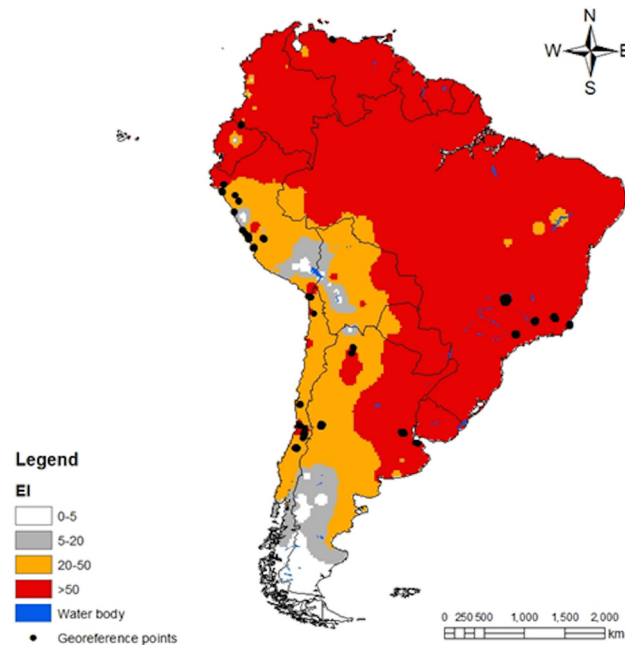 N
W E
S
Legend
EI
0-5
5-20
20-50
>50
Water body
Georeference points
0 250 500 1,000 1,500 2,000
km